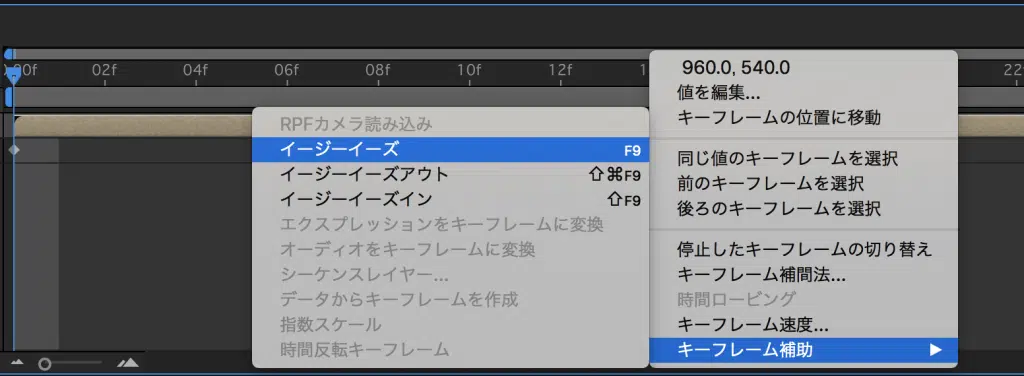 00f 02f 04f 06f 08f 10f 12f 22
960.0, 540.0
値を編集...
キーフレームの位置に移動
同じ値のキーフレームを選択
前のキーフレームを選択
後ろのキーフレームを選択
停止したキーフレームの切り替え
キーフレーム補間法...
時間ロービング
キーフレーム速度...
キーフレーム補助 ▶
RPFカメラ読み込み
イージーイーズ F9
イージーイーズアウト ⇧⌘F9
イージーイーズイン ⇧F9
エクスプレッションをキーフレームに変換
オーディオをキーフレームに変換
シーケンスレイヤー...
データからキーフレームを作成
指数スケール
時間反転キーフレーム